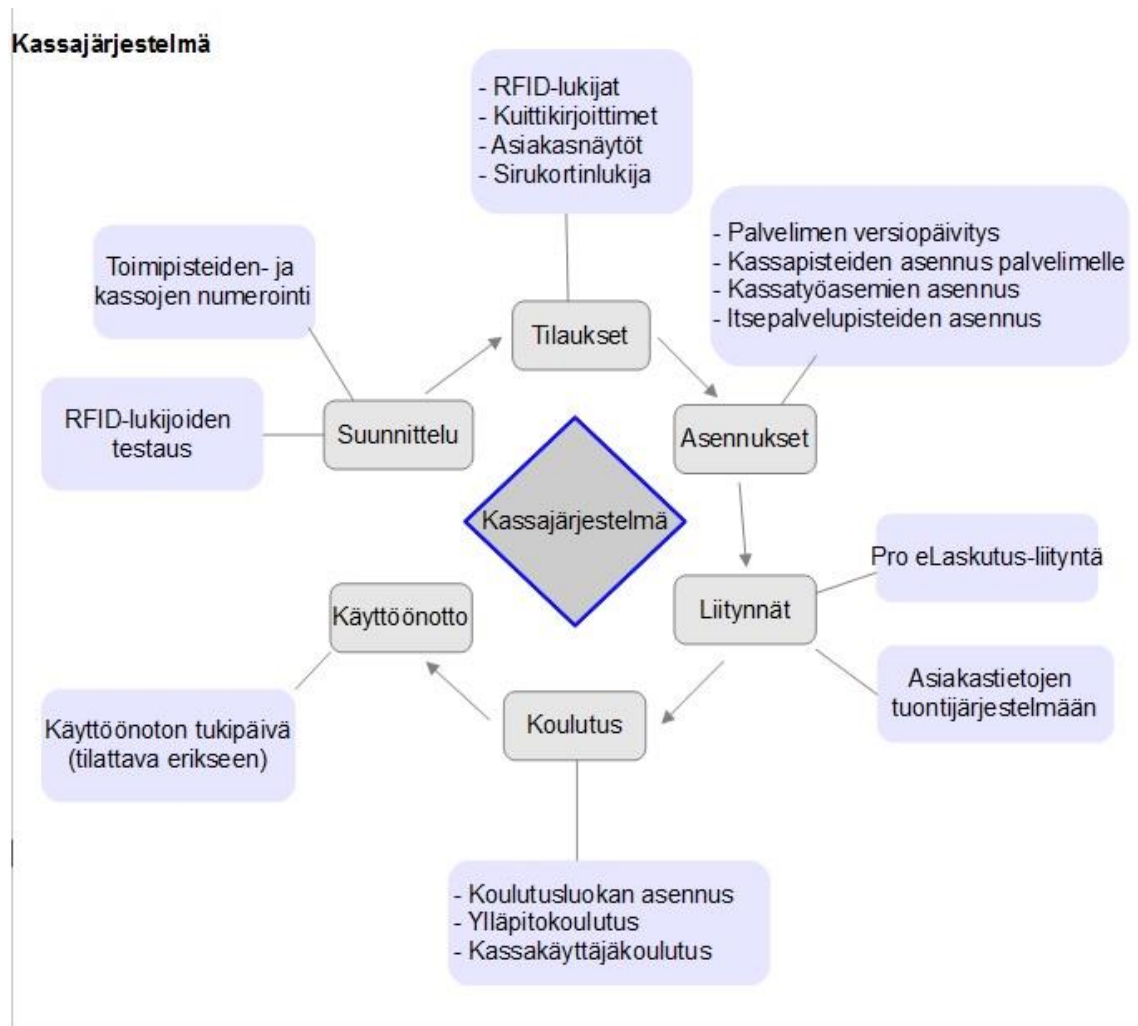 Kassajärjestelmä
- RFID-lukijat
- Kuittikirjoittimet
- Asiakasnäytöt
- Sirukortinlukija
- Palvelimen versiopäivitys
- Kassapisteiden asennus palvelimelle
- Kassatyöasemien asennus
- Itsepalvelupisteiden asennus
Toimipisteiden- ja
kassojen numerointi
Tilaukset
RFID-lukijoiden
testaus
Suunnittelu
Asennukset
Kassajärjestelmä
Pro eLaskutus-liityntä
Liitynnät
Käyttöönotto
Asiakastietojen
tuontijärjestelmään
Koulutus
Käyttöönoton tukipäivä
(tilattava erikseen)
- Koulutusluokan asennus
- Ylläpitokoulutus
- Kassakäyttäjäkoulutus